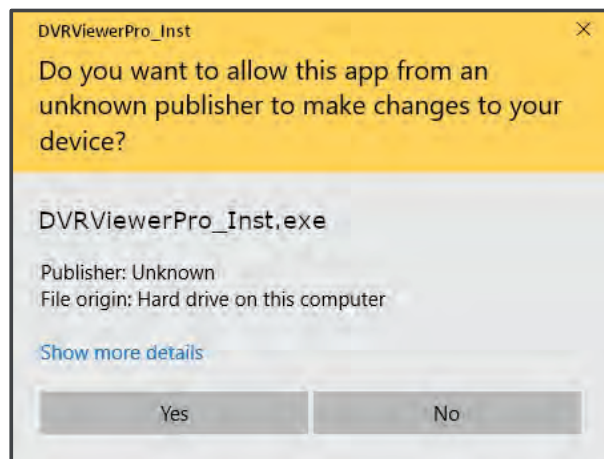 DVRViewerPro_Inst
Do you want to allow this app from an
unknown publisher to make changes to your
device?
DVRViewerPro_Inst.exe
Publisher: Unknown
File origin: Hard drive on this computer
Show more details
Yes No